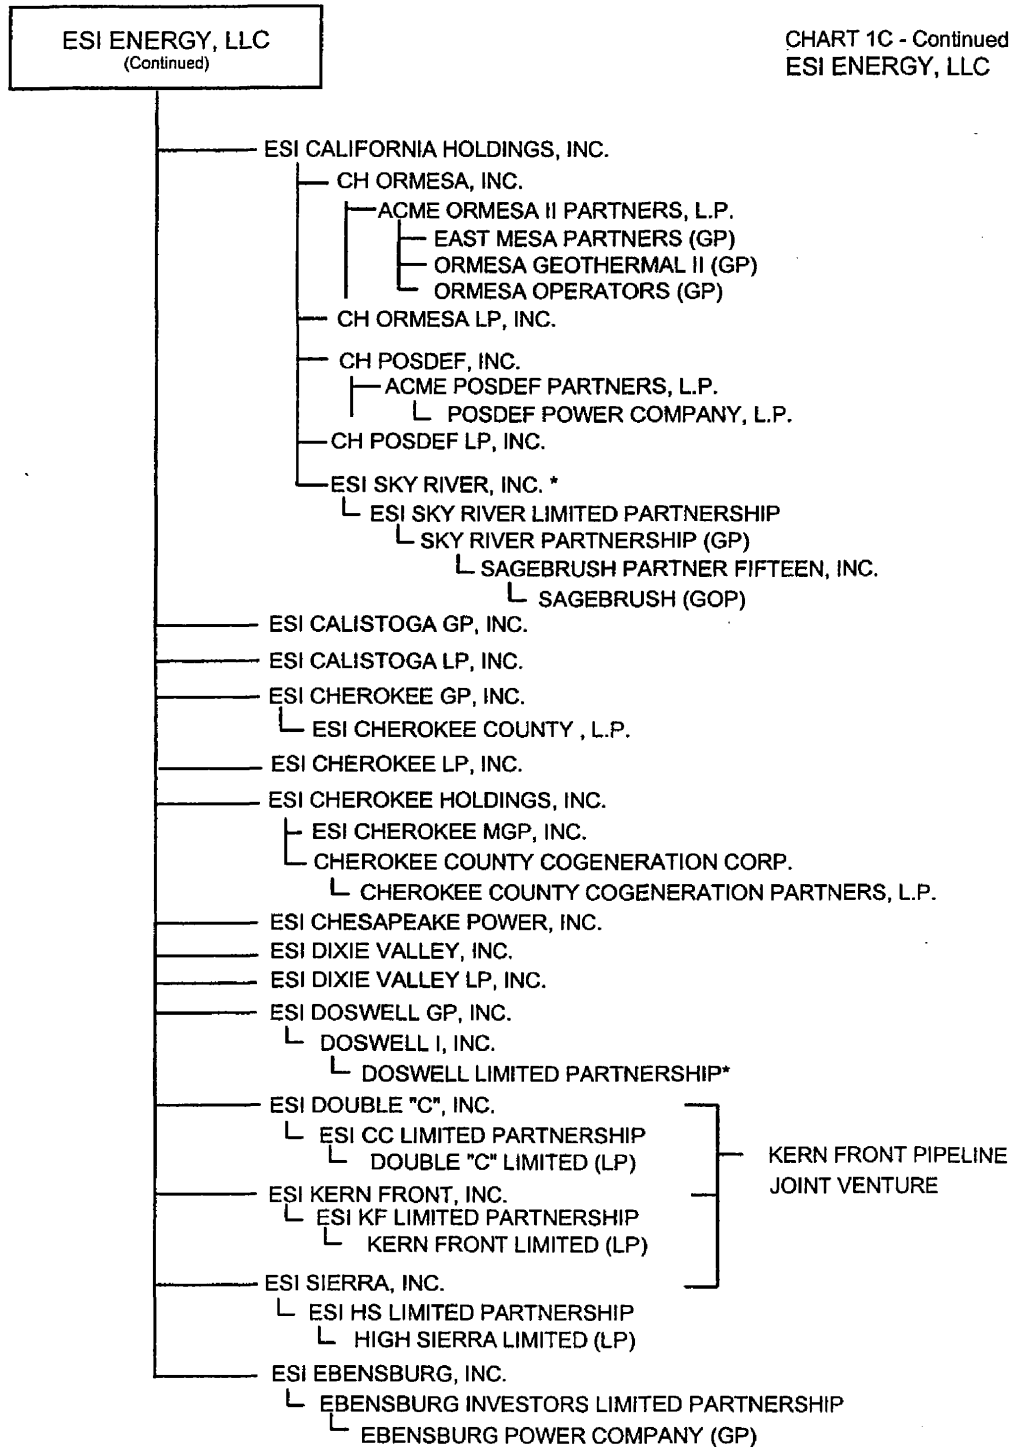 ESI ENERGY, LLC
(Continued)
CHART 1C - Continued
ESI ENERGY, LLC
ESI CALIFORNIA HOLDINGS, INC.
CH ORMESA, INC.
ACME ORMESA II PARTNERS, L.P.
EAST MESA PARTNERS (GP)
ORMESA GEOTHERMAL II (GP)
ORMESA OPERATORS (GP)
CH ORMESA LP, INC.
CH POSDEF, INC.
ACME POSDEF PARTNERS, L.P.
POSDEF POWER COMPANY, L.P.
CH POSDEF LP, INC.
ESI SKY RIVER, INC. *
ESI SKY RIVER LIMITED PARTNERSHIP
SKY RIVER PARTNERSHIP (GP)
SAGEBRUSH PARTNER FIFTEEN, INC.
SAGEBRUSH (GOP)
ESI CALISTOGA GP, INC.
ESI CALISTOGA LP, INC.
ESI CHEROKEE GP, INC.
ESI CHEROKEE COUNTY , L.P.
ESI CHEROKEE LP, INC.
ESI CHEROKEE HOLDINGS, INC.
ESI CHEROKEE MGP, INC.
CHEROKEE COUNTY COGENERATION CORP.
CHEROKEE COUNTY COGENERATION PARTNERS, L.P.
ESI CHESAPEAKE POWER, INC.
ESI DIXIE VALLEY, INC.
ESI DIXIE VALLEY LP, INC.
ESI DOSWELL GP, INC.
DOSWELL I, INC.
DOSWELL LIMITED PARTNERSHIP*
ESI DOUBLE "C", INC.
ESI CC LIMITED PARTNERSHIP
DOUBLE "C" LIMITED (LP)
KERN FRONT PIPELINE
JOINT VENTURE
ESI KERN FRONT, INC.
ESI KF LIMITED PARTNERSHIP
KERN FRONT LIMITED (LP)
ESI SIERRA, INC.
ESI HS LIMITED PARTNERSHIP
HIGH SIERRA LIMITED (LP)
ESI EBENSBURG, INC.
EBENSBURG INVESTORS LIMITED PARTNERSHIP
EBENSBURG POWER COMPANY (GP)